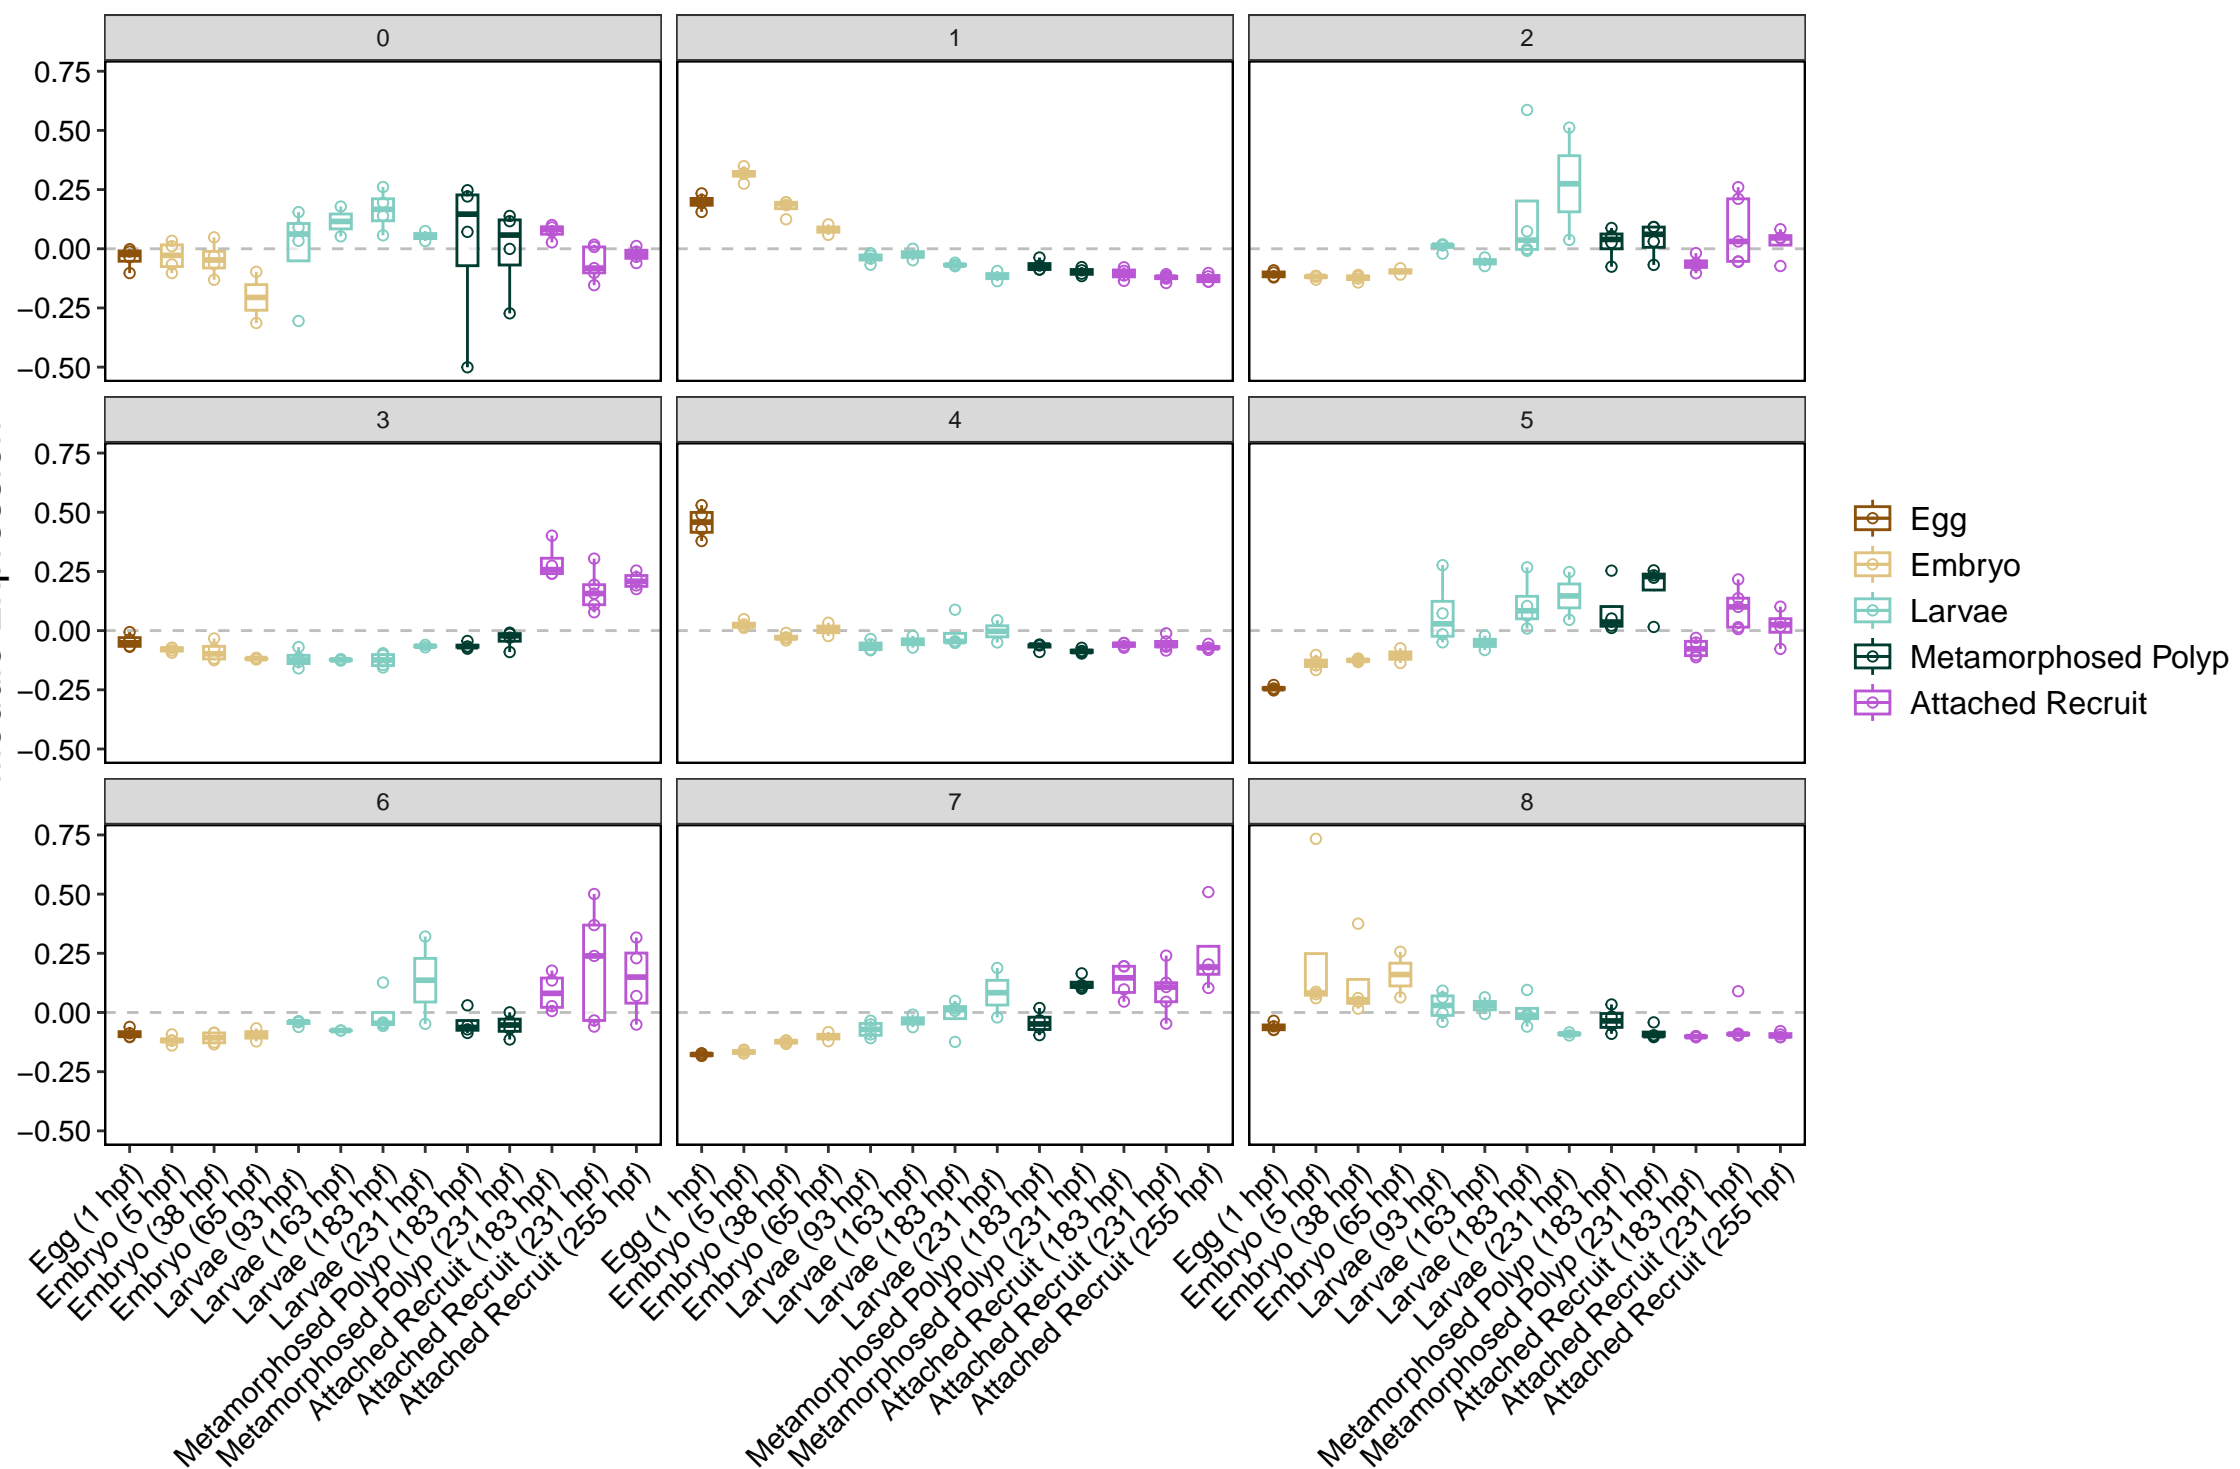 0 1 2
0.75
0.50
0.25
0.00
−0.25
−0.50
3 4 5
0.75
0.50
0.25
0.00
−0.25
−0.50
6 7 8
0.75
0.50
0.25
0.00
−0.25
−0.50
Egg (1 hpf)
Embryo (5 hpf)
Embryo (38 hpf)
Embryo (65 hpf)
Larvae (93 hpf)
Larvae (163 hpf)
Larvae (183 hpf)
Larvae (231 hpf)
Metamorphosed Polyp (183 hpf)
Metamorphosed Polyp (231 hpf)
Attached Recruit (183 hpf)
Attached Recruit (231 hpf)
Attached Recruit (255 hpf)
Egg (1 hpf)
Embryo (5 hpf)
Embryo (38 hpf)
Embryo (65 hpf)
Larvae (93 hpf)
Larvae (163 hpf)
Larvae (183 hpf)
Larvae (231 hpf)
Metamorphosed Polyp (183 hpf)
Metamorphosed Polyp (231 hpf)
Attached Recruit (183 hpf)
Attached Recruit (231 hpf)
Attached Recruit (255 hpf)
Egg (1 hpf)
Embryo (5 hpf)
Embryo (38 hpf)
Embryo (65 hpf)
Larvae (93 hpf)
Larvae (163 hpf)
Larvae (183 hpf)
Larvae (231 hpf)
Metamorphosed Polyp (183 hpf)
Metamorphosed Polyp (231 hpf)
Attached Recruit (183 hpf)
Attached Recruit (231 hpf)
Attached Recruit (255 hpf)
Egg
Embryo
Larvae
Metamorphosed Polyp
Attached Recruit